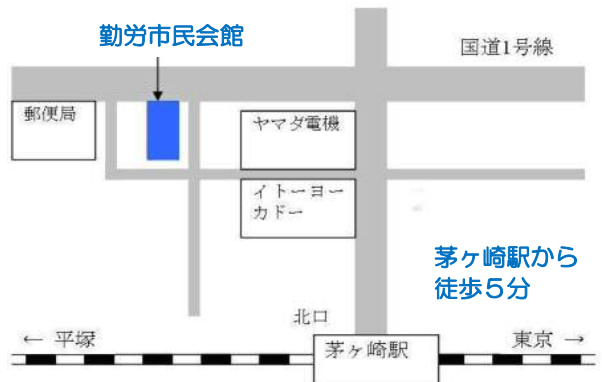 勤労市民会館
国道1号線
郵便局
ヤマダ電機
イトーヨー
カドー
茅ヶ崎駅から
徒歩5分
北口
← 平塚
茅ヶ崎駅
東京 →